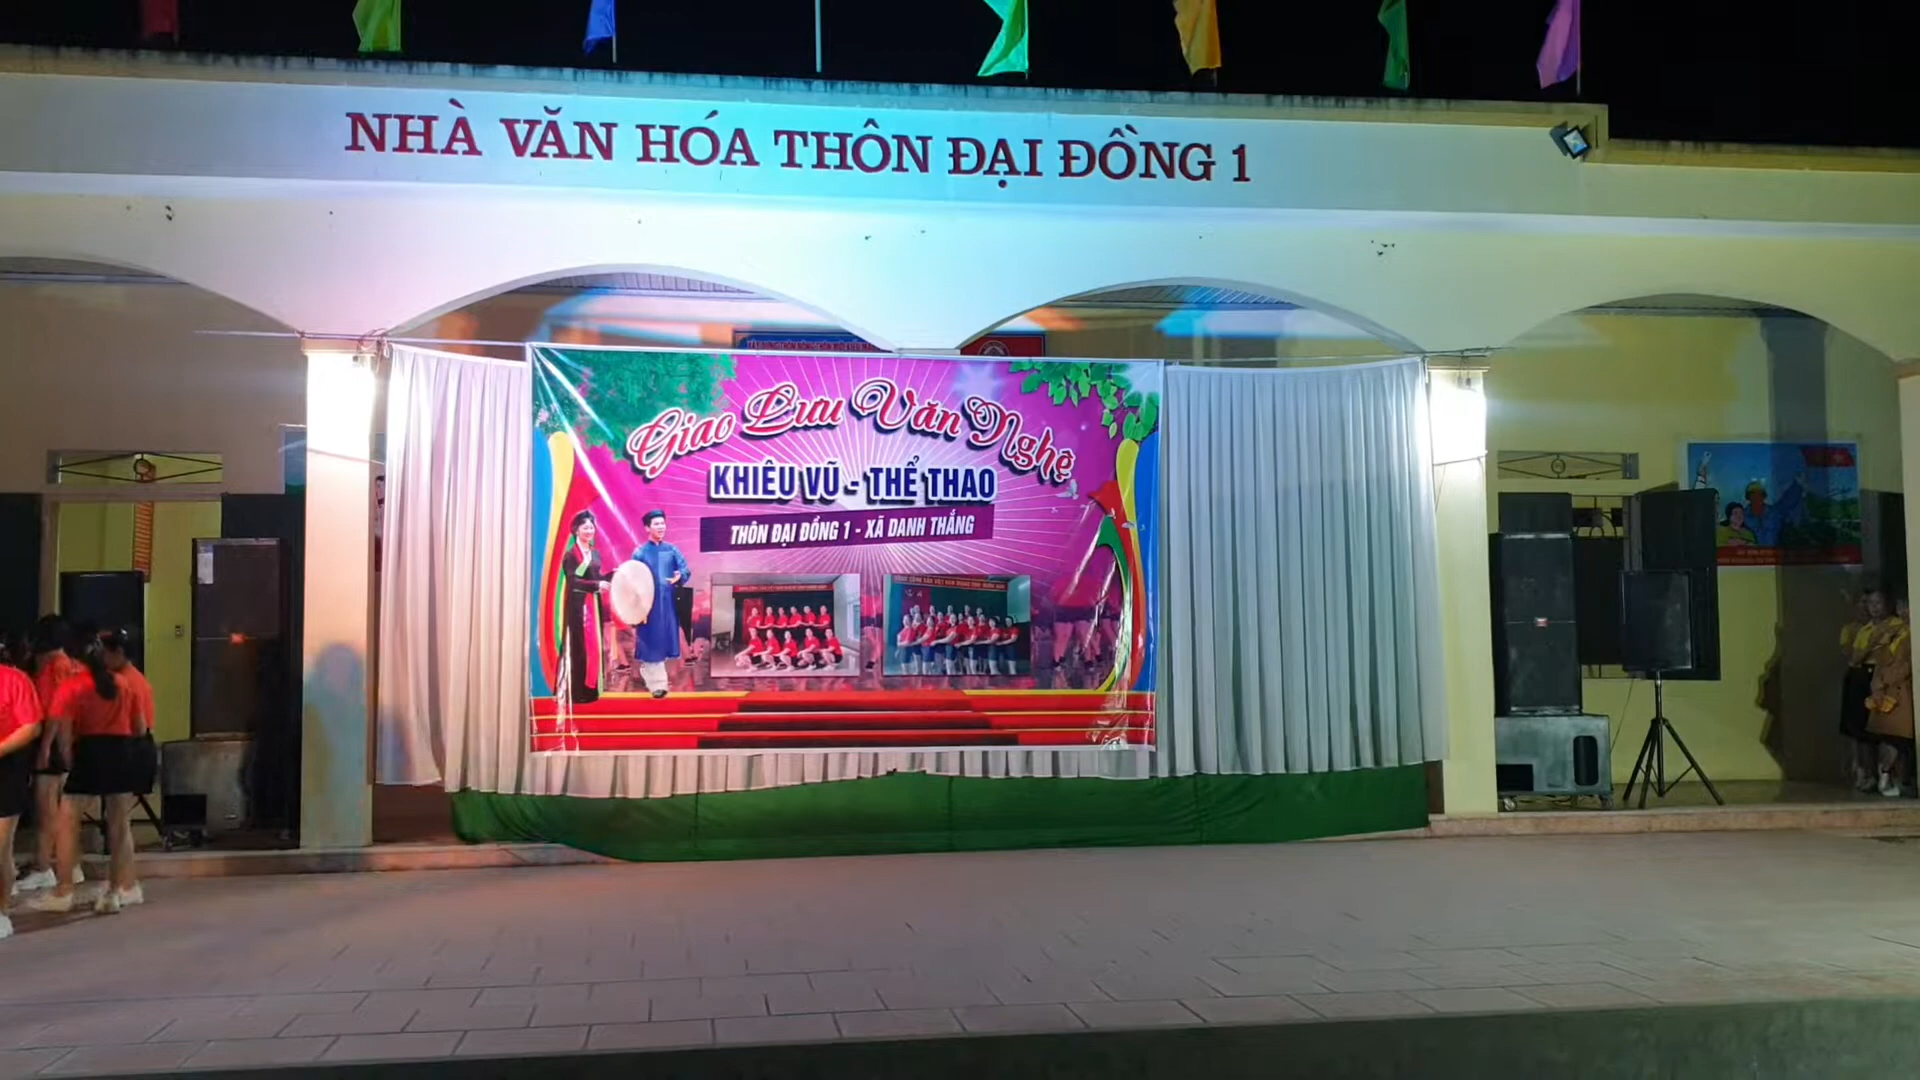 NHÀ VĂN HÓA THÔN ĐẠI ĐỒNG 1
Giao Lưu Văn Nghệ
KHIÊU VŨ - THỂ THAO
THÔN ĐẠI ĐỒNG 1 - XÃ DANH THẮNG